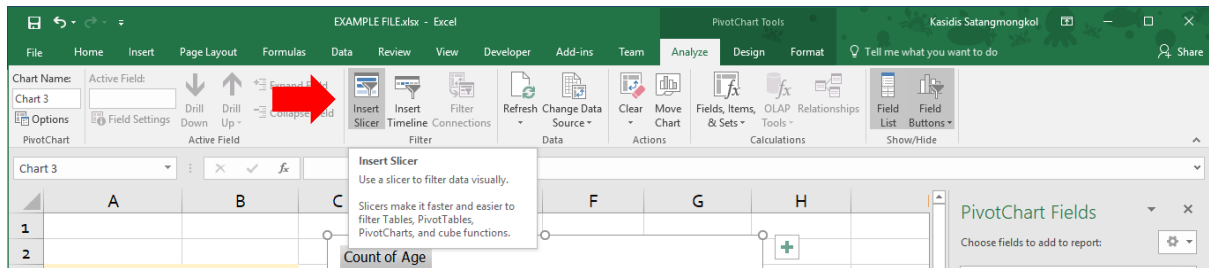 EXAMPLE FILE.xlsx - Excel
PivotChart Tools
Kasidis Satangmongkol
File Home Insert Page Layout Formulas Data Review View Developer Add-ins Team Analyze Design Format Tell me what you want to do Share
Chart Name:
Chart 3
Options
PivotChart
Active Field:
Field Settings
Drill Down
Drill Up
Expand Field
Collapse Field
Active Field
Insert Slicer
Insert Timeline
Filter Connections
Filter
Refresh
Change Data Source
Data
Clear
Move Chart
Actions
Fields, Items, & Sets
OLAP Tools
Relationships
Calculations
Field List
Field Buttons
Show/Hide
Chart 3
fx
Insert Slicer
Use a slicer to filter data visually.
Slicers make it faster and easier to
filter Tables, PivotTables,
PivotCharts, and cube functions.
A B C F G H I
1
2
Count of Age
PivotChart Fields
Choose fields to add to report: